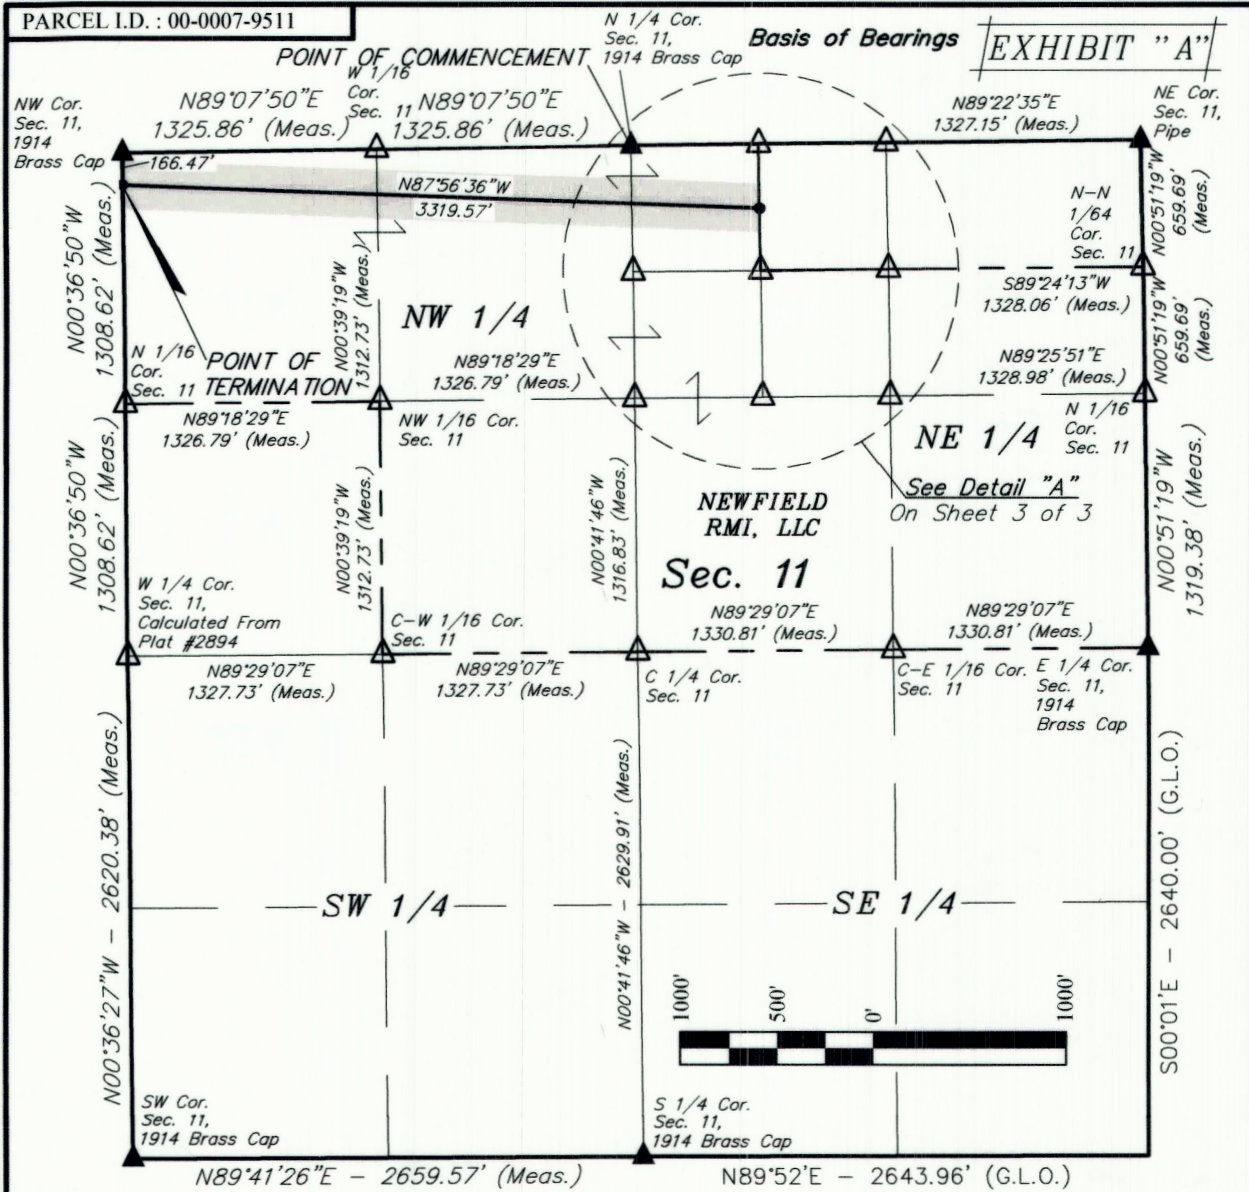 PARCEL I.D. : 00-0007-9511
N 1/4 Cor.
Sec. 11,
1914 Brass Cap
Basis of Bearings
EXHIBIT "A"
POINT OF COMMENCEMENT
W 1/16
Cor.
Sec. 11
NW Cor.
Sec. 11,
1914
Brass Cap
N89°07'50"E
1325.86' (Meas.)
N89°07'50"E
1325.86' (Meas.)
N89°22'35"E
1327.15' (Meas.)
NE Cor.
Sec. 11,
Pipe
166.47'
N87°56'36"W
3319.57'
N00°36'50"W
1308.62' (Meas.)
N00°39'19"W
1312.73' (Meas.)
N-N
1/64
Cor.
Sec. 11
N00°51'19"W
659.69'
(Meas.)
S89°24'13"W
1328.06' (Meas.)
NW 1/4
N00°51'19"W
659.69'
(Meas.)
N 1/16
Cor.
Sec. 11
POINT OF
TERMINATION
N89°18'29"E
1326.79' (Meas.)
N89°25'51"E
1328.98' (Meas.)
N89°18'29"E
1326.79' (Meas.)
NW 1/16 Cor.
Sec. 11
NE 1/4
N 1/16
Cor.
Sec. 11
See Detail "A"
On Sheet 3 of 3
NEWFIELD
RMI, LLC
Sec. 11
N00°36'50"W
1308.62' (Meas.)
N00°39'19"W
1312.73' (Meas.)
N00°41'46"W
1316.83' (Meas.)
N00°51'19"W
1319.38' (Meas.)
W 1/4 Cor.
Sec. 11,
Calculated From
Plat #2894
C-W 1/16 Cor.
Sec. 11
N89°29'07"E
1330.81' (Meas.)
N89°29'07"E
1330.81' (Meas.)
N89°29'07"E
1327.73' (Meas.)
N89°29'07"E
1327.73' (Meas.)
C 1/4 Cor.
Sec. 11
C-E 1/16 Cor.
Sec. 11
E 1/4 Cor.
Sec. 11,
1914
Brass Cap
N00°36'27"W - 2620.38' (Meas.)
N00°41'46"W - 2629.91' (Meas.)
S00°01'E - 2640.00' (G.L.O.)
SW 1/4
SE 1/4
1000'
500'
0'
1000'
SW Cor.
Sec. 11,
1914 Brass Cap
S 1/4 Cor.
Sec. 11,
1914 Brass Cap
N89°41'26"E - 2659.57' (Meas.)
N89°52'E - 2643.96' (G.L.O.)